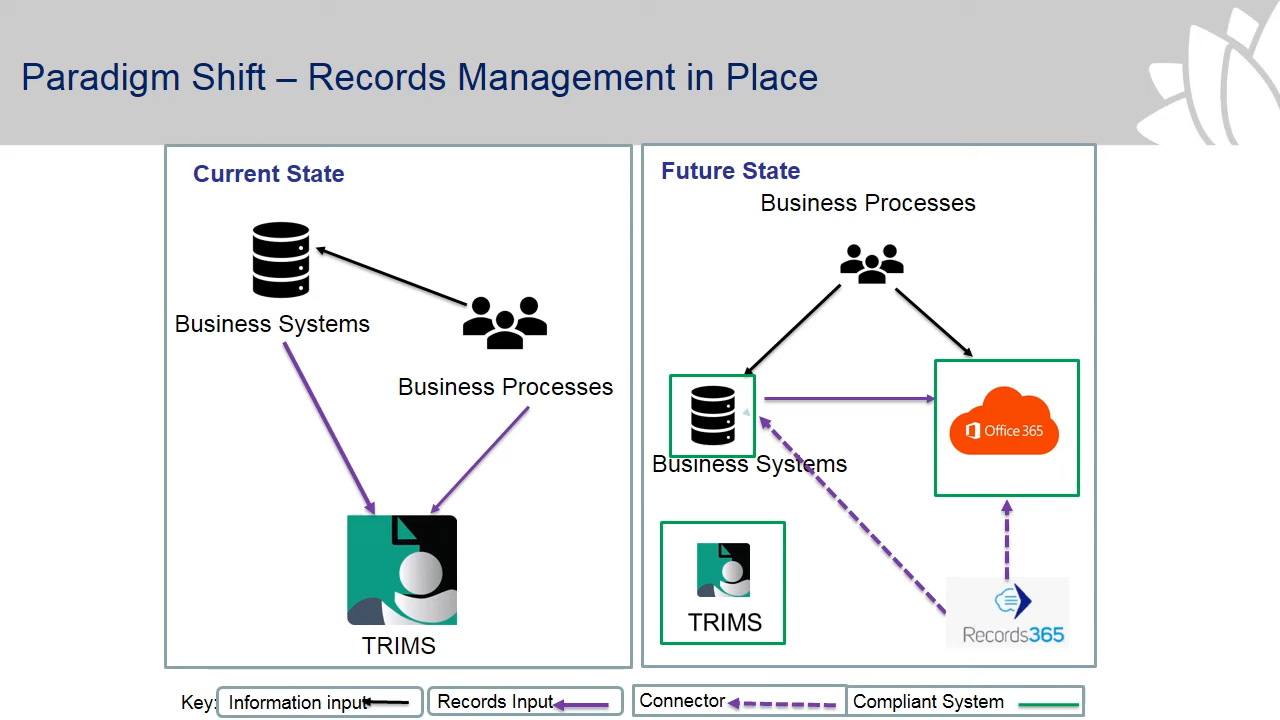 Paradigm Shift – Records Management in Place
Current State
Business Systems
Business Processes
TRIMS
Future State
Business Processes
Business Systems
Office 365
TRIMS
Records365
Key:
Information input
Records Input
Connector
Compliant System